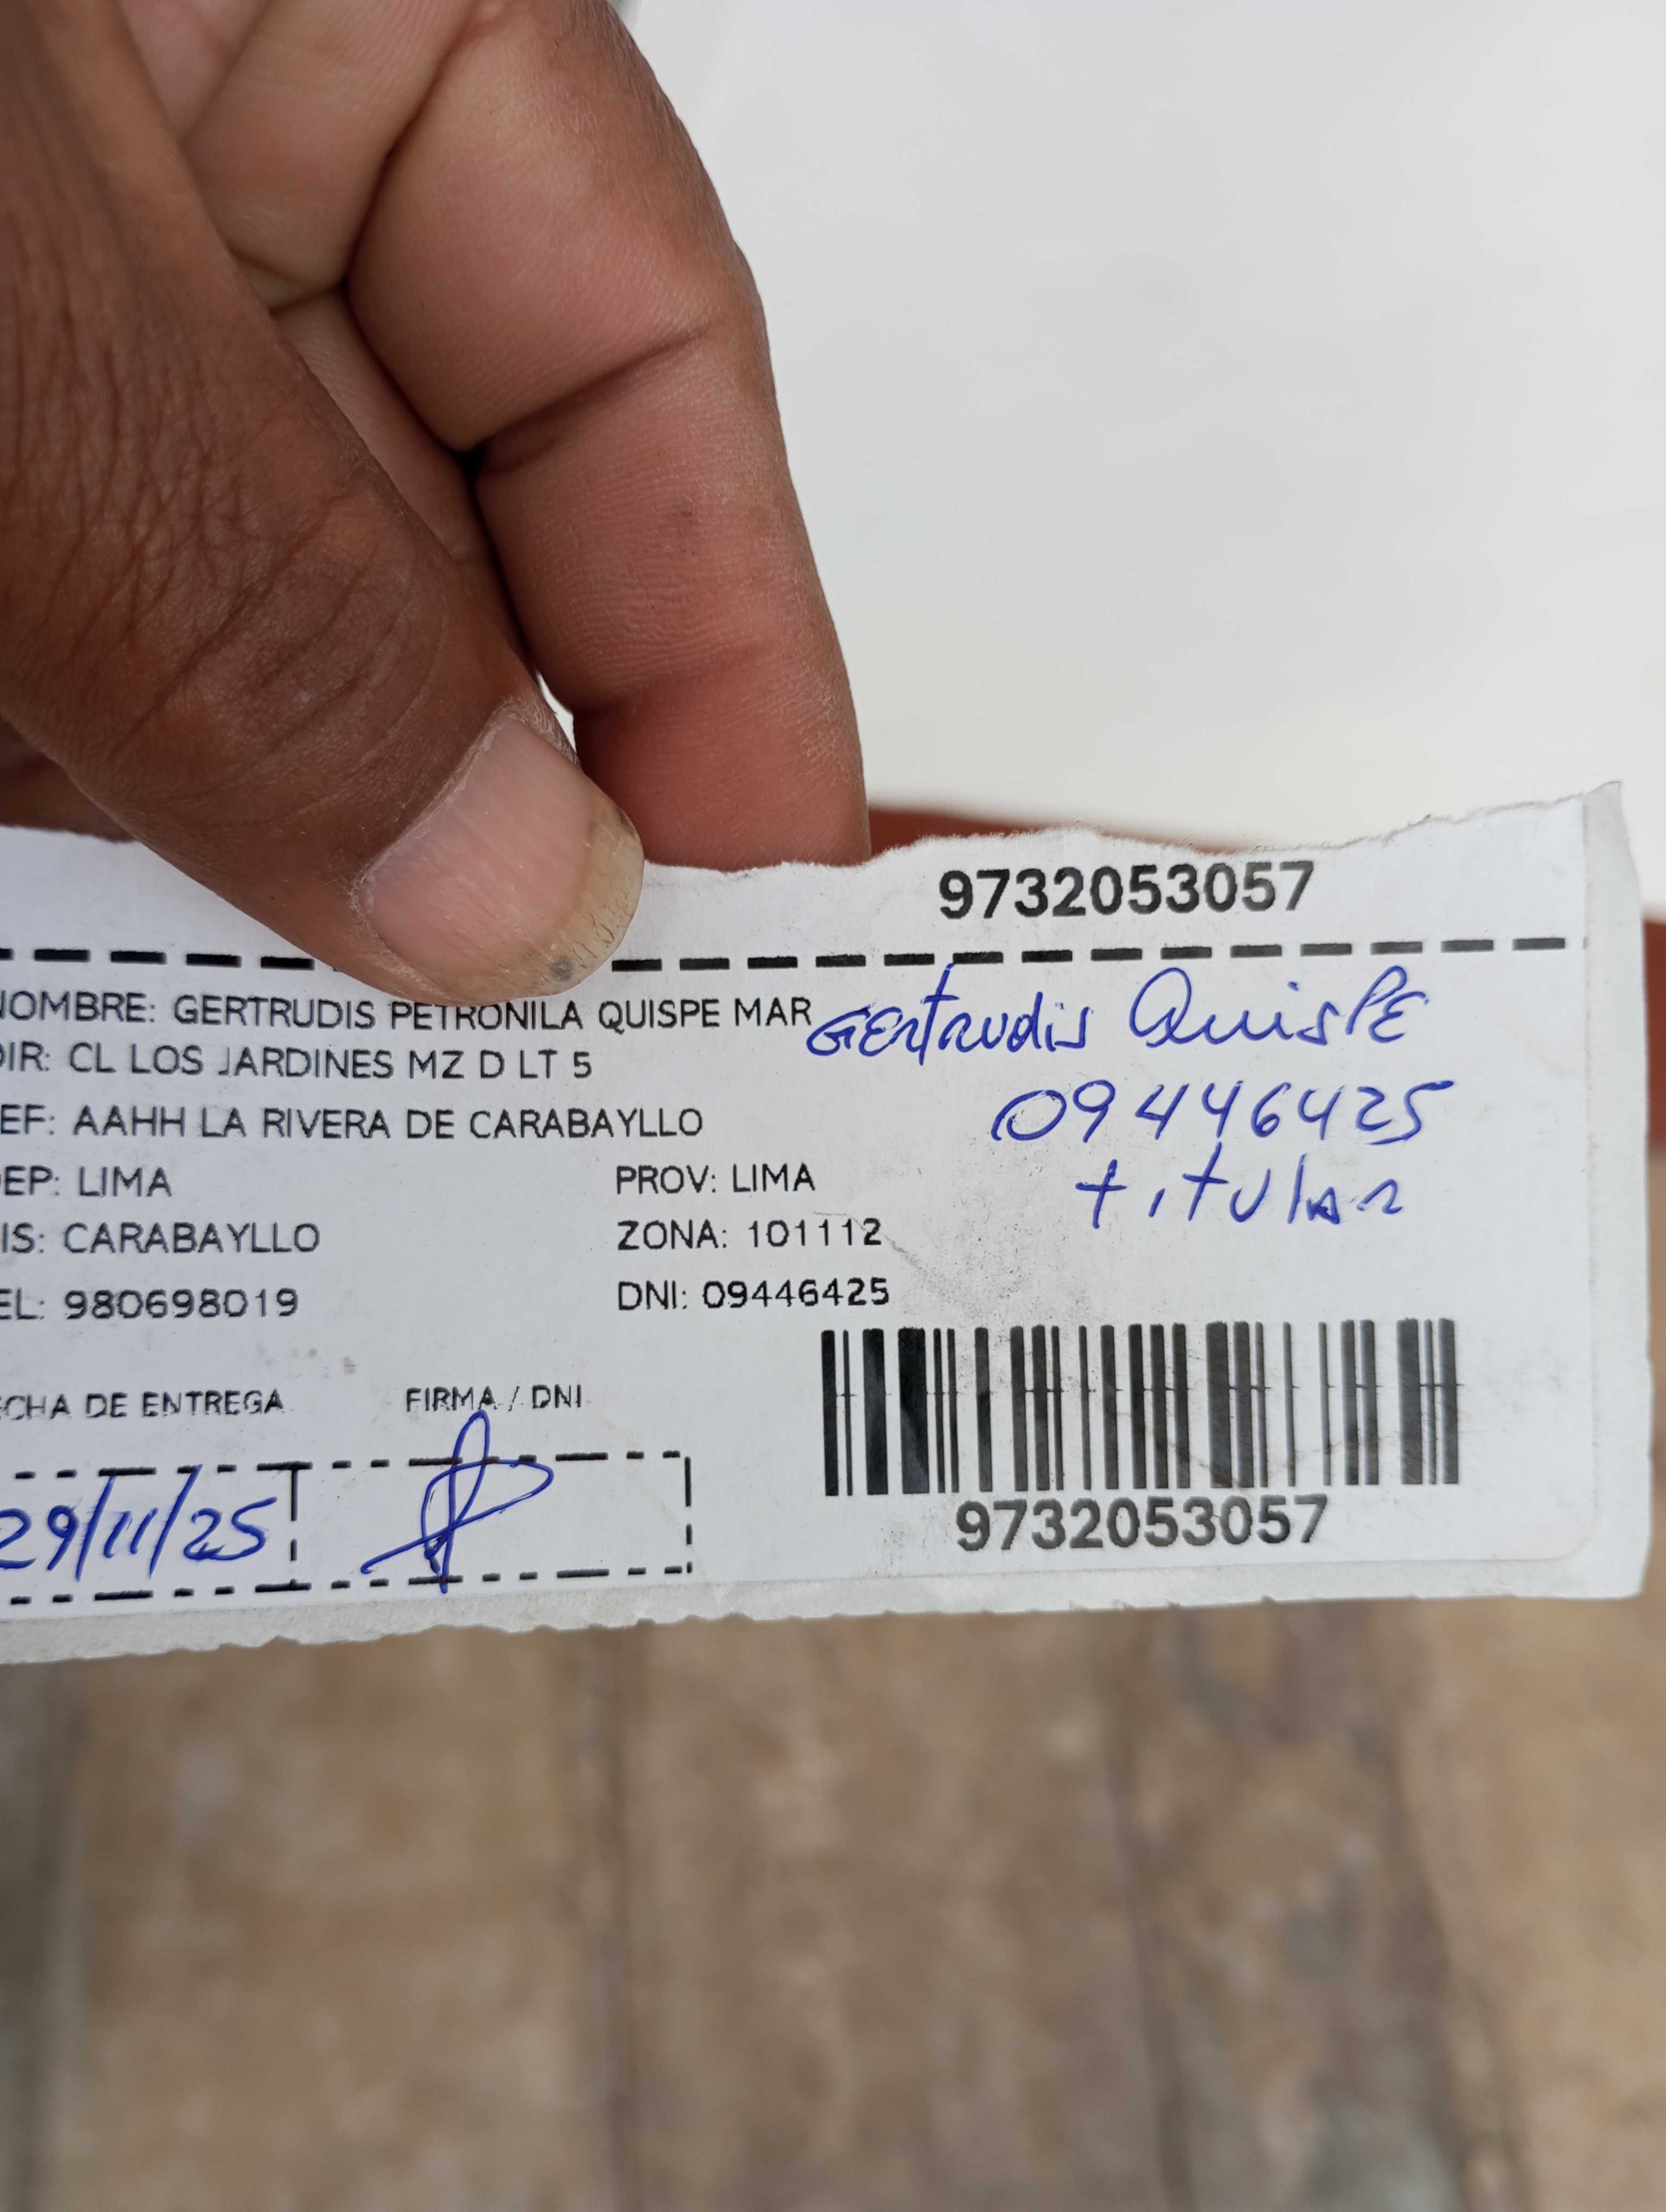 9732053057
NOMBRE: GERTRUDIS PETRONILA QUISPE MAR
Gertrudis Quispe
DIR: CL LOS JARDINES MZ D LT 5
EF: AAHH LA RIVERA DE CARABAYLLO
09446425
DEP: LIMA
PROV: LIMA
titular
IS: CARABAYLLO
ZONA: 101112
EL: 980698019
DNI: 09446425
ECHA DE ENTREGA
FIRMA / DNI
29/11/25
9732053057